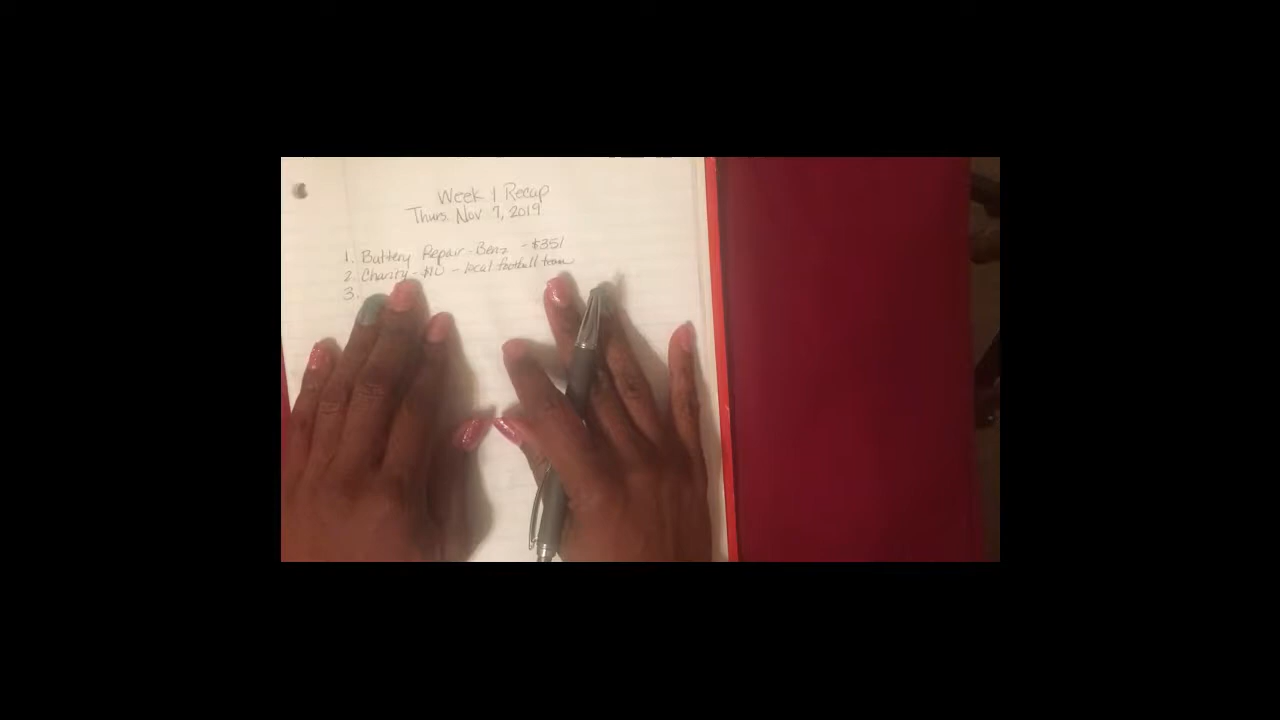 Week 1 Recap
Thurs. Nov 7, 2019
1. Battery Repair - Benz - $351
2. Charity - $10 - local football team
3.